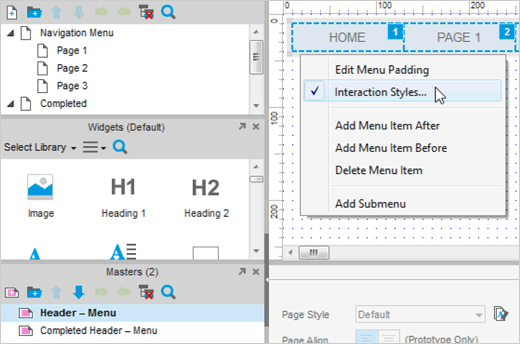 Navigation Menu
Page 1
Page 2
Page 3
Completed
Widgets (Default)
Select Library
Image
H1
Heading 1
H2
Heading 2
A
A
Masters (2)
Header – Menu
Completed Header – Menu
0
100
200
0
100
200
HOME
1
PAGE 1
2
Edit Menu Padding
Interaction Styles...
Add Menu Item After
Add Menu Item Before
Delete Menu Item
Add Submenu
Page Style
Default
Page Align
(Prototype Only)